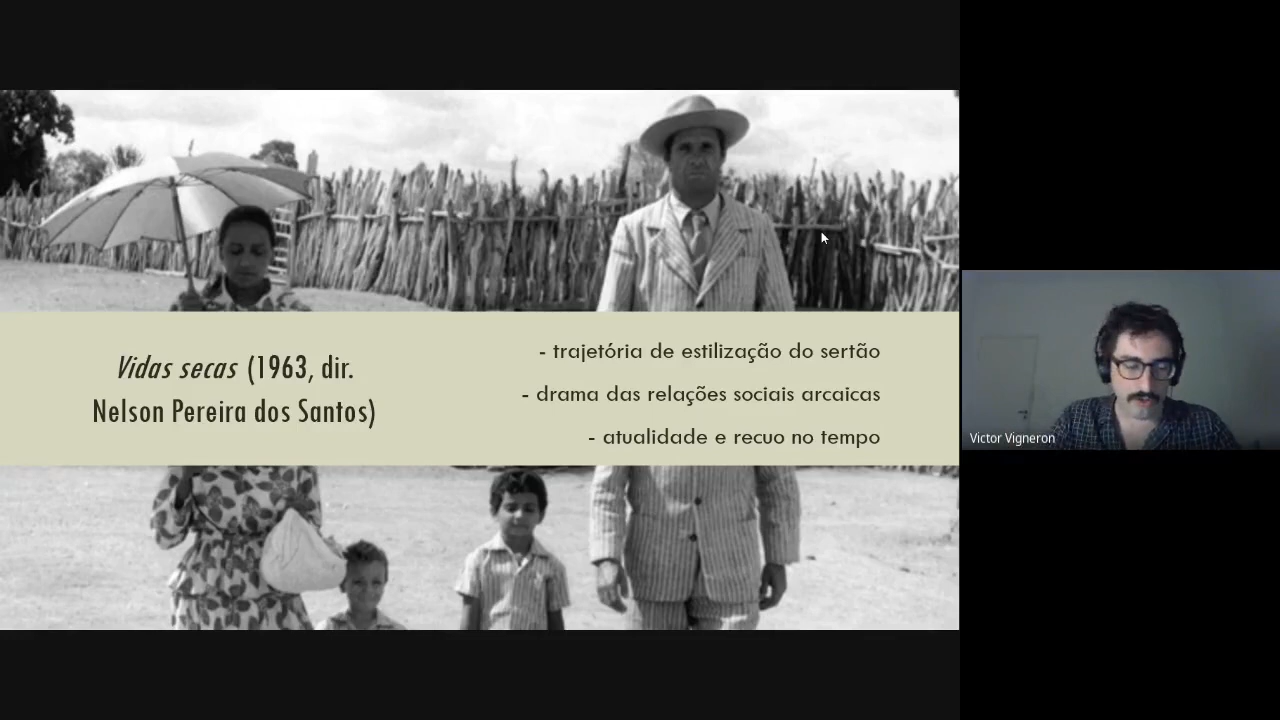 Vidas secas (1963, dir.
Nelson Pereira dos Santos)
- trajetória de estilização do sertão
- drama das relações sociais arcaicas
- atualidade e recuo no tempo
Victor Vigneron